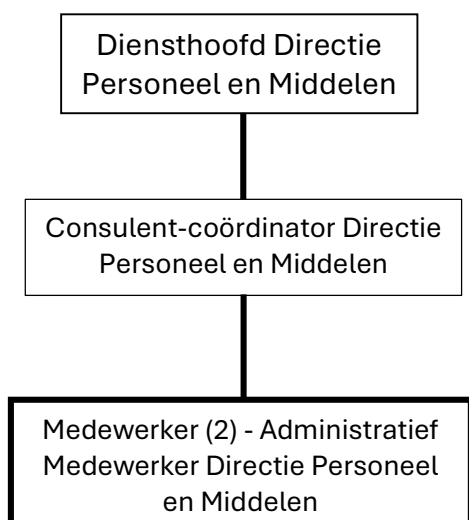 Diensthoofd Directie
Personeel en Middelen
Consulent-coördinator Directie
Personeel en Middelen
Medewerker (2) - Administratief
Medewerker Directie Personeel
en Middelen